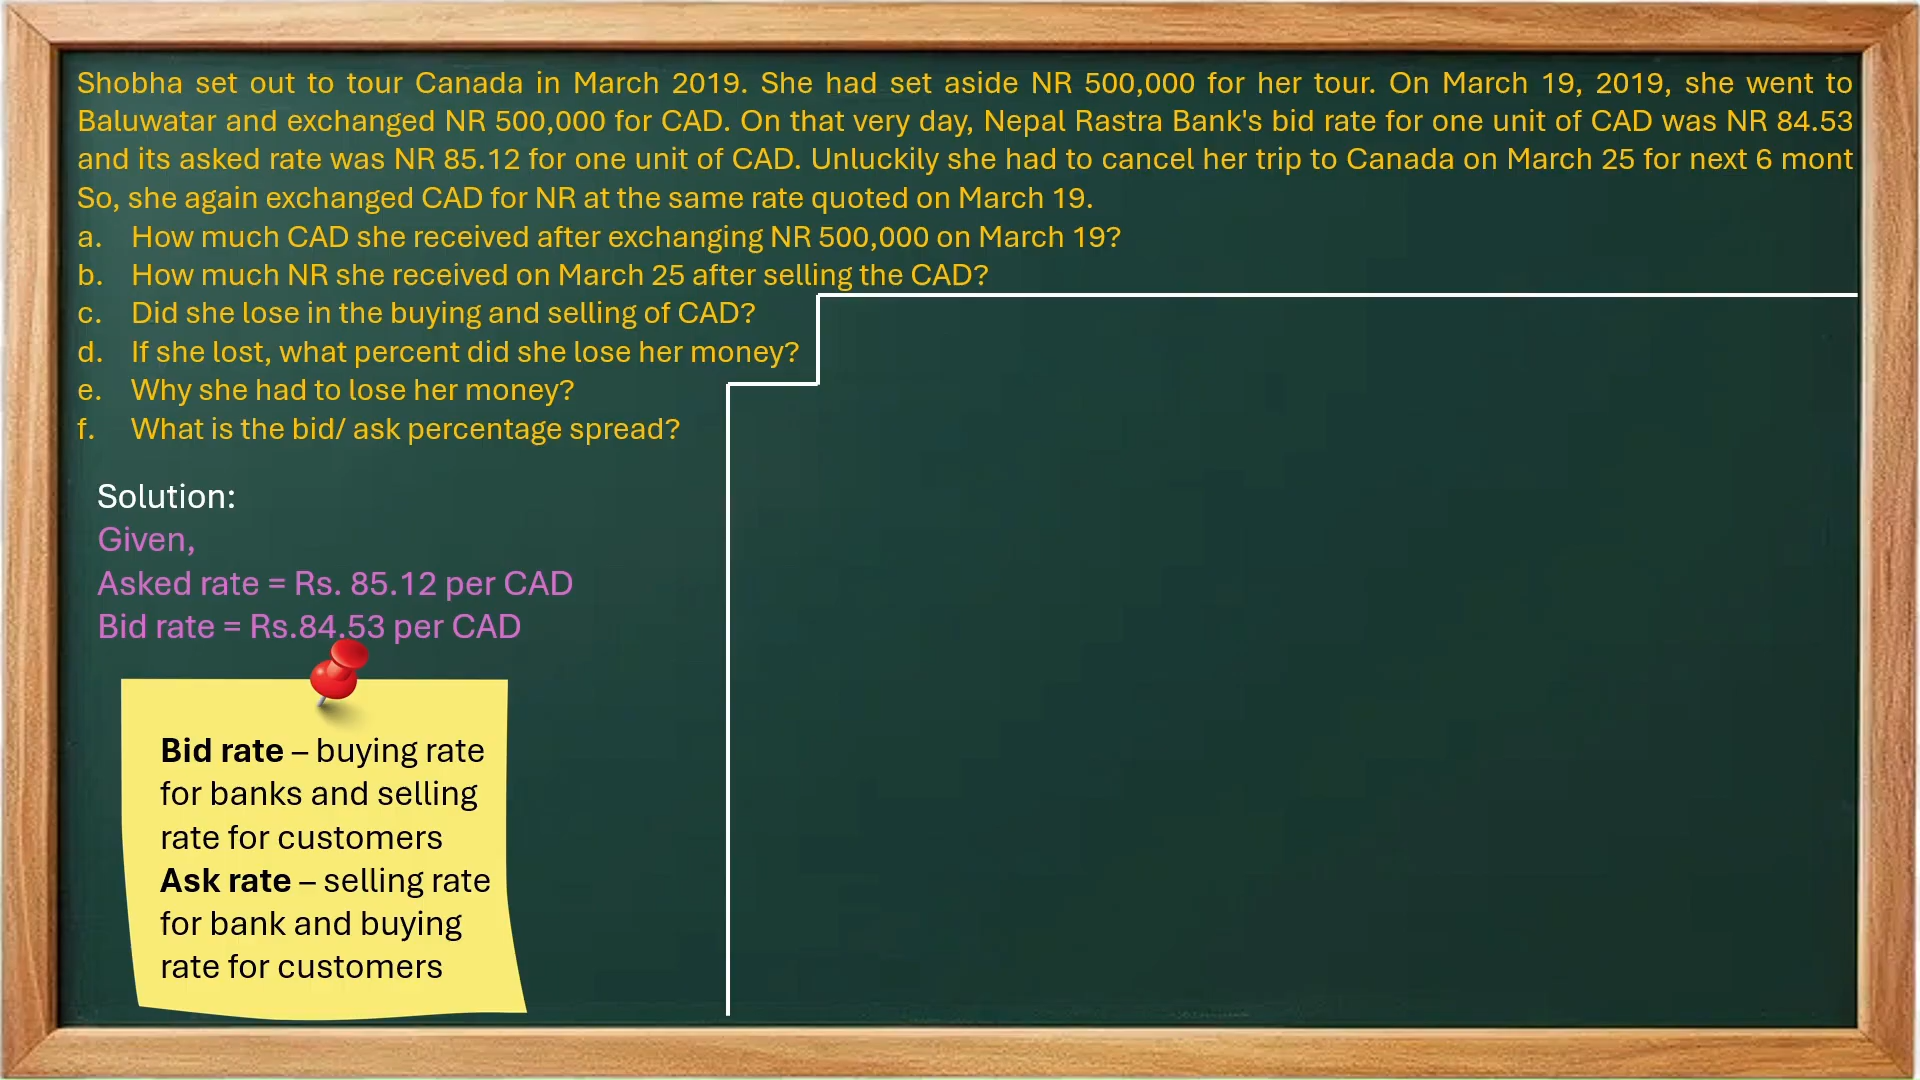 Shobha set out to tour Canada in March 2019. She had set aside NR 500,000 for her tour. On March 19, 2019, she went to
Baluwatar and exchanged NR 500,000 for CAD. On that very day, Nepal Rastra Bank's bid rate for one unit of CAD was NR 84.53
and its asked rate was NR 85.12 for one unit of CAD. Unluckily she had to cancel her trip to Canada on March 25 for next 6 mont
So, she again exchanged CAD for NR at the same rate quoted on March 19.
a. How much CAD she received after exchanging NR 500,000 on March 19?
b. How much NR she received on March 25 after selling the CAD?
c. Did she lose in the buying and selling of CAD?
d. If she lost, what percent did she lose her money?
e. Why she had to lose her money?
f. What is the bid/ ask percentage spread?
Solution:
Given,
Asked rate = Rs. 85.12 per CAD
Bid rate = Rs.84.53 per CAD
Bid rate – buying rate
for banks and selling
rate for customers
Ask rate – selling rate
for bank and buying
rate for customers